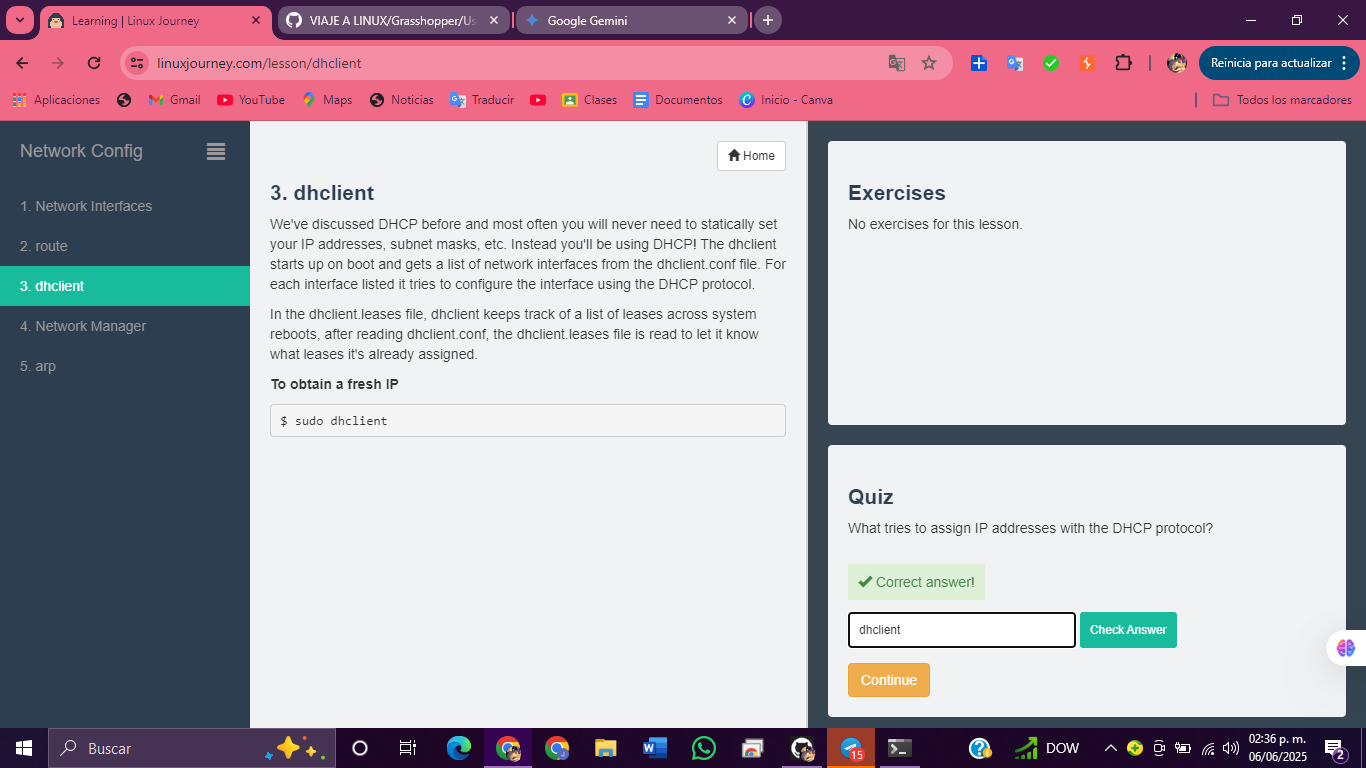 Learning | Linux Journey
VIAJE A LINUX/Grasshopper/Us
Google Gemini
linuxjourney.com/lesson/dhclient
Reinicia para actualizar
Aplicaciones
Gmail
YouTube
Maps
Noticias
Traducir
Clases
Documentos
Inicio - Canva
Todos los marcadores
Network Config
1. Network Interfaces
2. route
3. dhclient
4. Network Manager
5. arp
Home
3. dhclient
We've discussed DHCP before and most often you will never need to statically set
your IP addresses, subnet masks, etc. Instead you'll be using DHCP! The dhclient
starts up on boot and gets a list of network interfaces from the dhclient.conf file. For
each interface listed it tries to configure the interface using the DHCP protocol.
In the dhclient.leases file, dhclient keeps track of a list of leases across system
reboots, after reading dhclient.conf, the dhclient.leases file is read to let it know
what leases it's already assigned.
To obtain a fresh IP
$ sudo dhclient
Exercises
No exercises for this lesson.
Quiz
What tries to assign IP addresses with the DHCP protocol?
Correct answer!
dhclient
Check Answer
Continue
Buscar
15
DOW
02:36 p. m.
06/06/2025
2